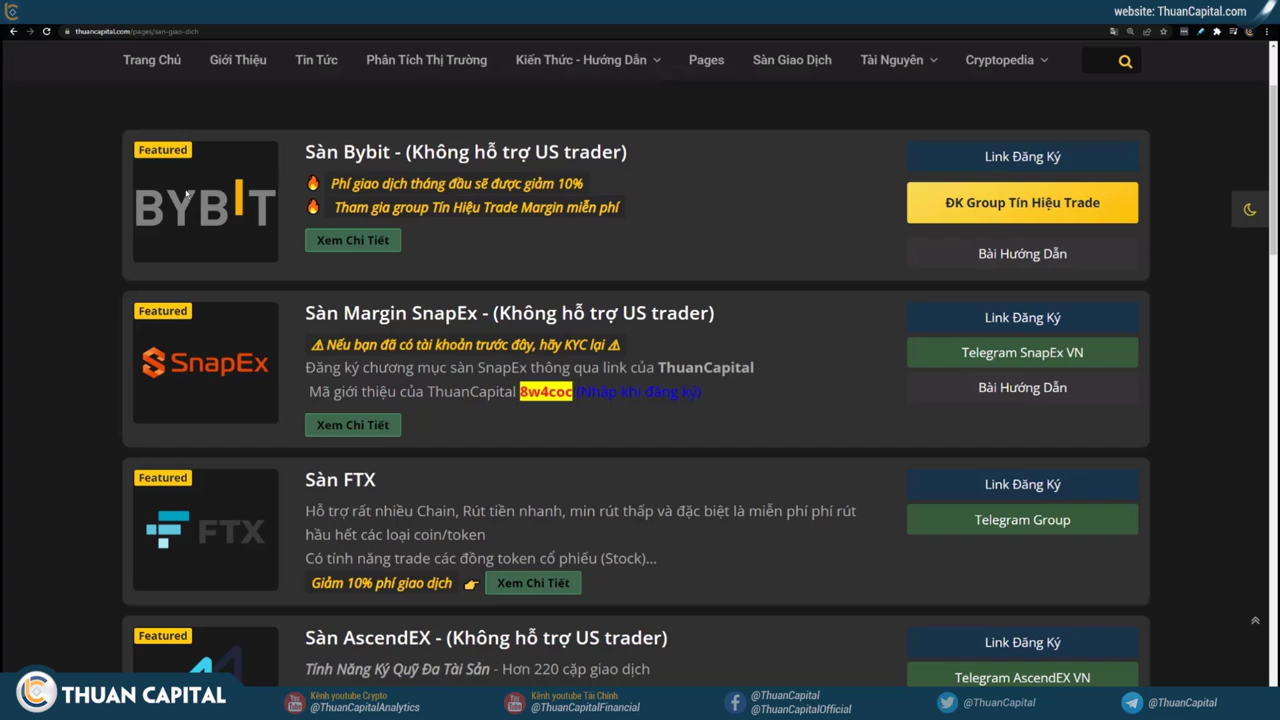 website: ThuanCapital.com
thuancapital.com/pages/san-giao-dich
Trang Chủ Giới Thiệu Tin Tức Phân Tích Thị Trường Kiến Thức - Hướng Dẫn Pages Sàn Giao Dịch Tài Nguyên Cryptopedia
Featured
BYBIT
Sàn Bybit - (Không hỗ trợ US trader)
Phí giao dịch tháng đầu sẽ được giảm 10%
Tham gia group Tín Hiệu Trade Margin miễn phí
Xem Chi Tiết
Link Đăng Ký
ĐK Group Tín Hiệu Trade
Bài Hướng Dẫn
Featured
SnapEx
Sàn Margin SnapEx - (Không hỗ trợ US trader)
⚠ Nếu bạn đã có tài khoản trước đây, hãy KYC lại ⚠
Đăng ký chương mục sàn SnapEx thông qua link của ThuanCapital
Mã giới thiệu của ThuanCapital 8w4coc (Nhập khi đăng ký)
Xem Chi Tiết
Link Đăng Ký
Telegram SnapEx VN
Bài Hướng Dẫn
Featured
FTX
Sàn FTX
Hỗ trợ rất nhiều Chain, Rút tiền nhanh, min rút thấp và đặc biệt là miễn phí phí rút
hầu hết các loại coin/token
Có tính năng trade các đồng token cổ phiếu (Stock)...
Giảm 10% phí giao dịch 👉 Xem Chi Tiết
Link Đăng Ký
Telegram Group
Featured
Sàn AscendEX - (Không hỗ trợ US trader)
Tính Năng Ký Quỹ Đa Tài Sản - Hơn 220 cặp giao dịch
Link Đăng Ký
Telegram AscendEX VN
THUAN CAPITAL
Kênh youtube Crypto
@ThuanCapitalAnalytics
Kênh youtube Tài Chính
@ThuanCapitalFinancial
@ThuanCapital
@ThuanCapitalOfficial
@ThuanCapital
@ThuanCapital